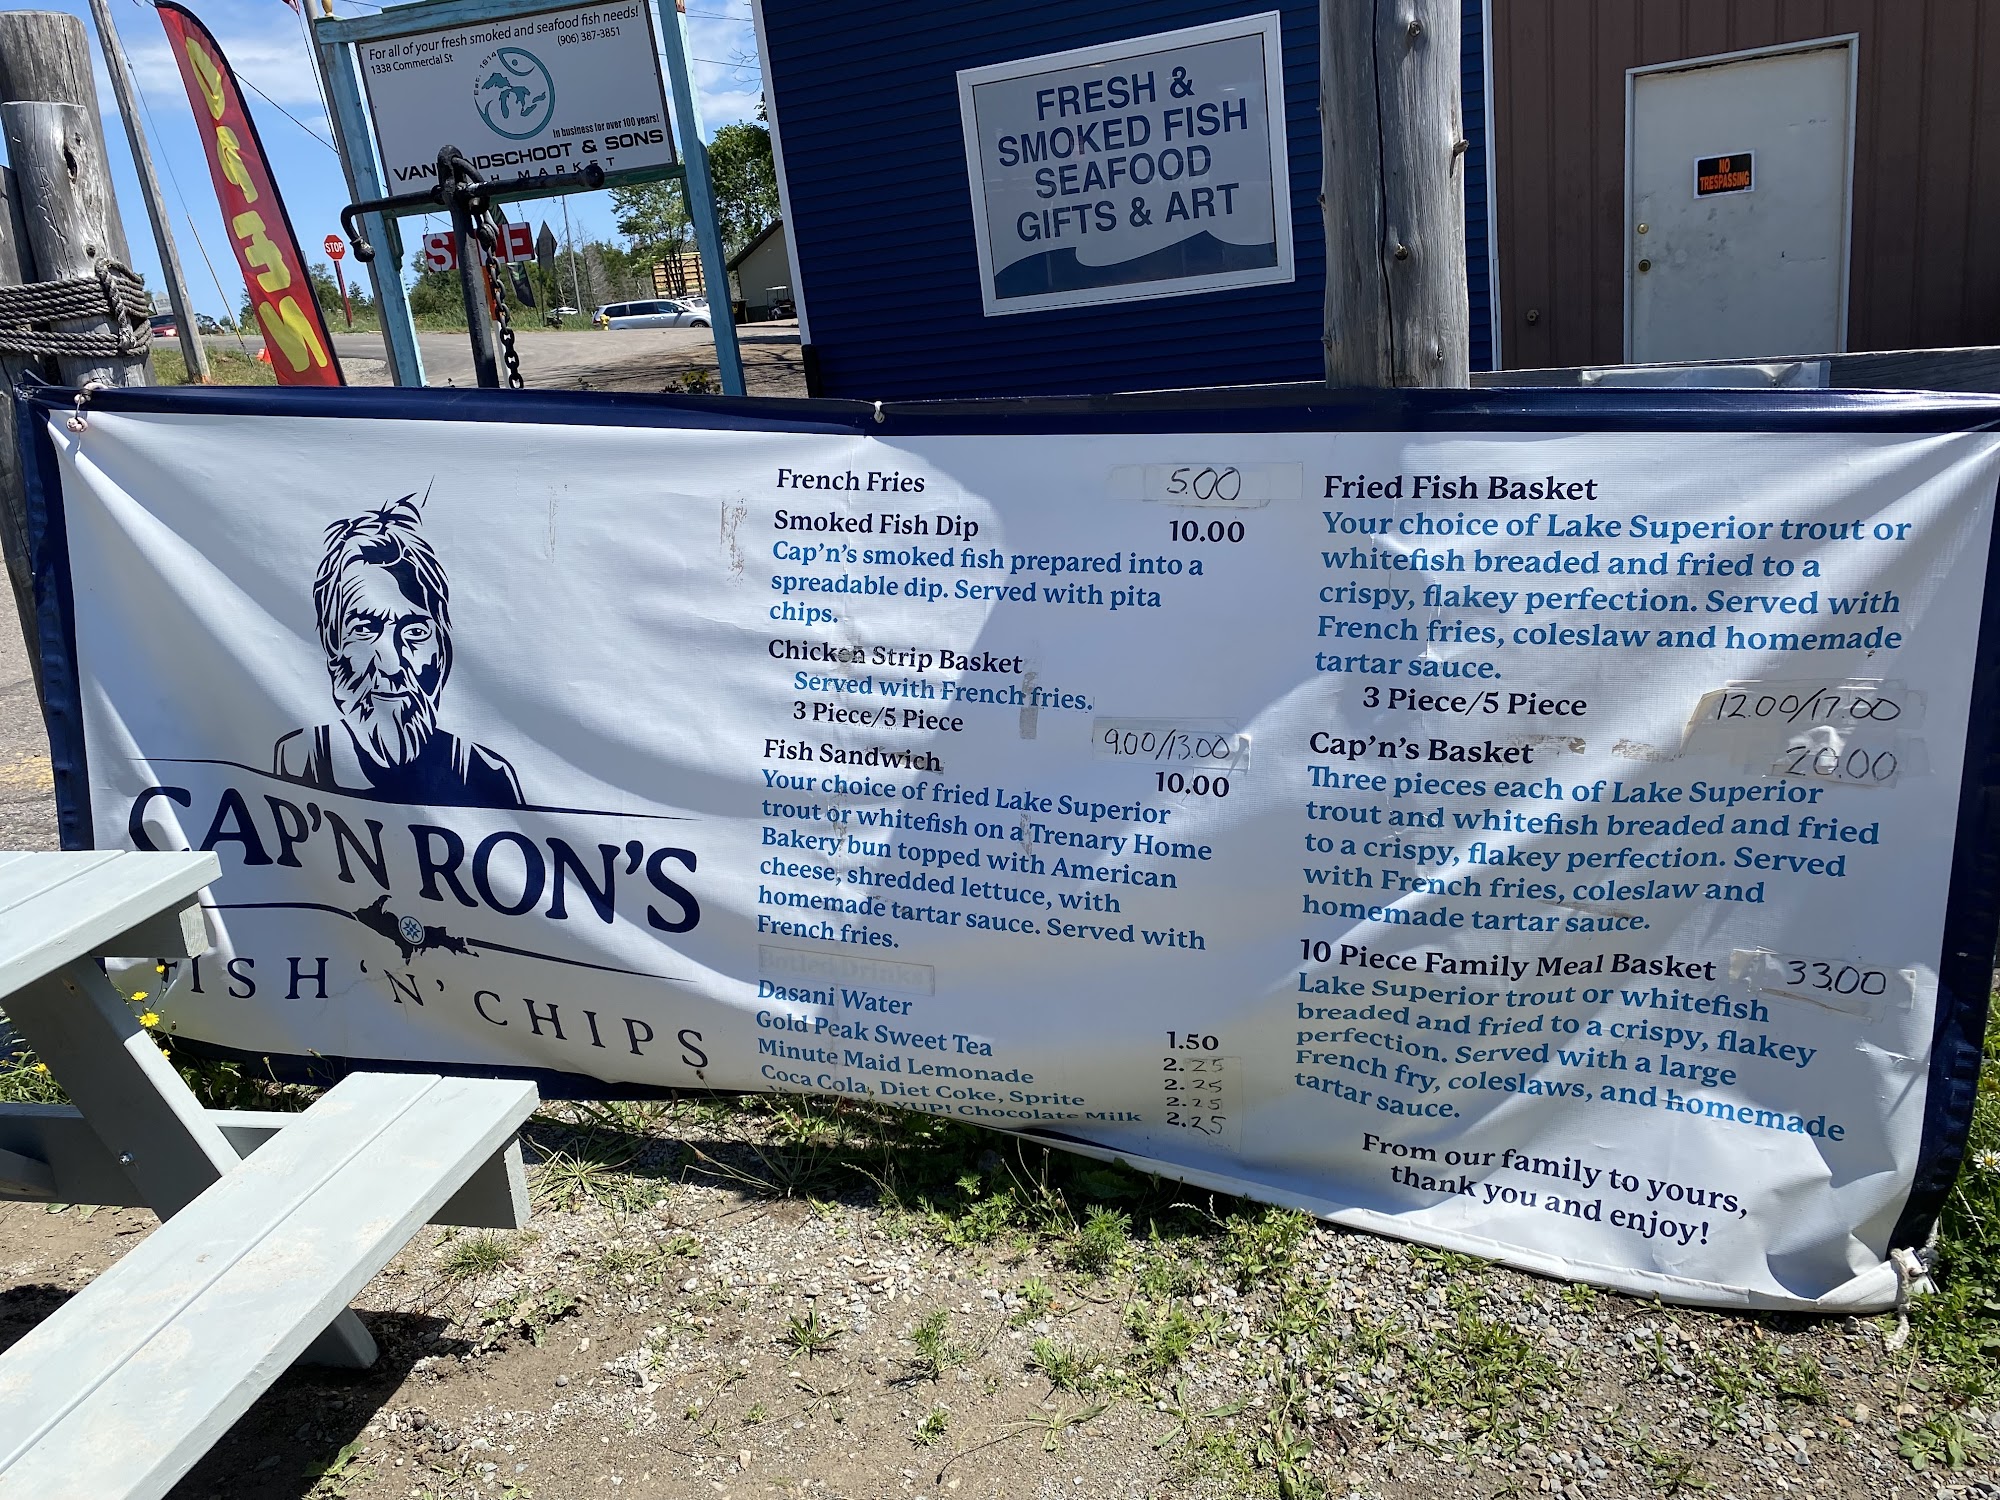 For all of your fresh smoked and seafood fish needs!
1338 Commercial St
(906) 387-3851
EST. 1914
In business for over 100 years!
& SONS
MARKET
SALE
STOP
FRESH &
SMOKED FISH
SEAFOOD
GIFTS & ART
NO
TRESPASSING
CAP'N RON'S
FISH 'N' CHIPS
French Fries 5.00
Smoked Fish Dip 10.00
Cap'n's smoked fish prepared into a
spreadable dip. Served with pita
chips.
Chicken Strip Basket
Served with French fries.
3 Piece/5 Piece 9.00/13.00
Fish Sandwich 10.00
Your choice of fried Lake Superior
trout or whitefish on a Trenary Home
Bakery bun topped with American
cheese, shredded lettuce, with
homemade tartar sauce. Served with
French fries.
Botled Drinks
Dasani Water 1.50
Gold Peak Sweet Tea 2.25
Minute Maid Lemonade 2.25
Coca Cola, Diet Coke, Sprite 2.25
YUP! Chocolate Milk 2.25
Fried Fish Basket
Your choice of Lake Superior trout or
whitefish breaded and fried to a
crispy, flakey perfection. Served with
French fries, coleslaw and homemade
tartar sauce.
3 Piece/5 Piece 12.00/17.00
Cap'n's Basket 20.00
Three pieces each of Lake Superior
trout and whitefish breaded and fried
to a crispy, flakey perfection. Served
with French fries, coleslaw and
homemade tartar sauce.
10 Piece Family Meal Basket 33.00
Lake Superior trout or whitefish
breaded and fried to a crispy, flakey
perfection. Served with a large
French fry, coleslaws, and homemade
tartar sauce.
From our family to yours,
thank you and enjoy!